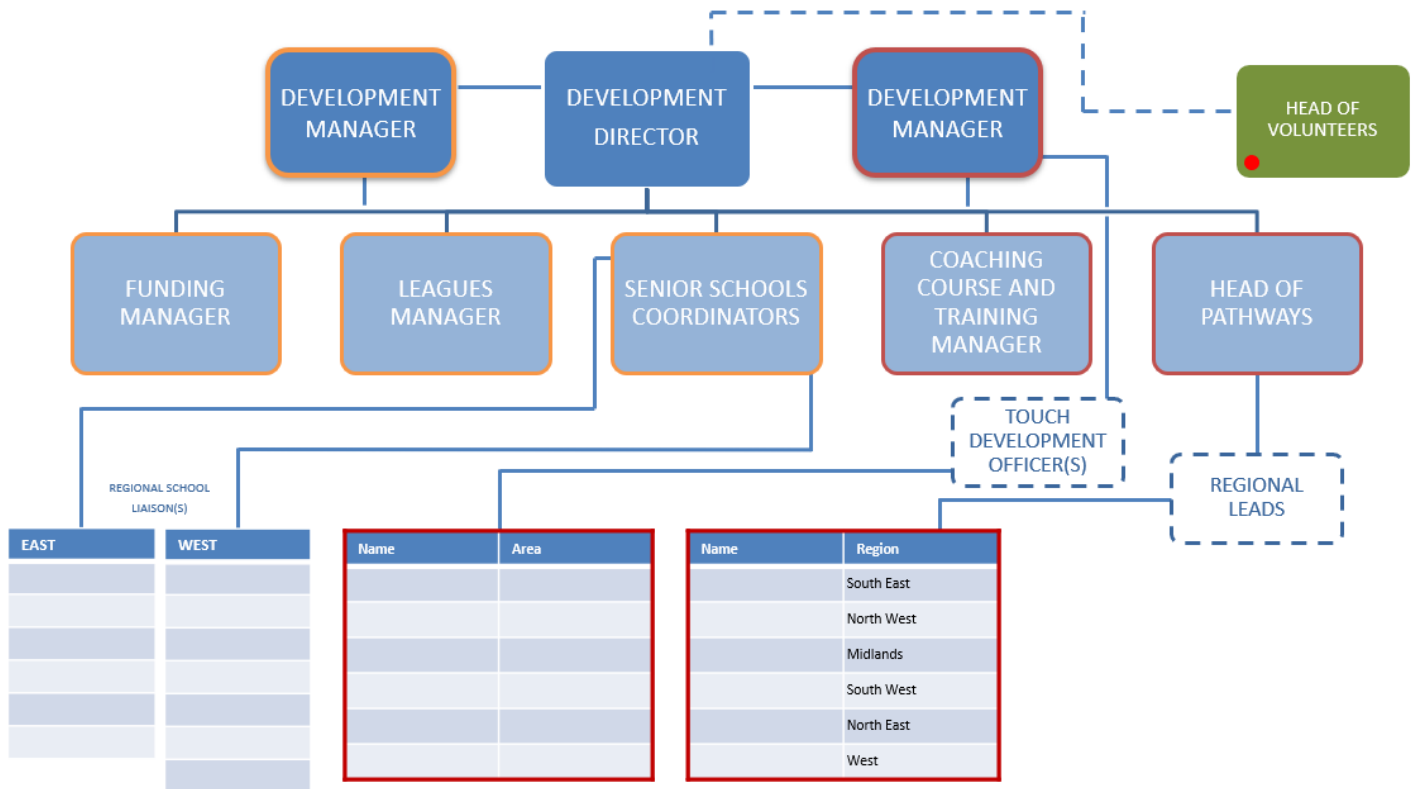 DEVELOPMENT
MANAGER
DEVELOPMENT
DIRECTOR
DEVELOPMENT
MANAGER
HEAD OF
VOLUNTEERS
FUNDING
MANAGER
LEAGUES
MANAGER
SENIOR SCHOOLS
COORDINATORS
COACHING
COURSE AND
TRAINING
MANAGER
HEAD OF
PATHWAYS
TOUCH
DEVELOPMENT
OFFICER(S)
REGIONAL
LEADS
REGIONAL SCHOOL
LIAISON(S)
EAST
WEST
Name Area
Name Region
South East
North West
Midlands
South West
North East
West